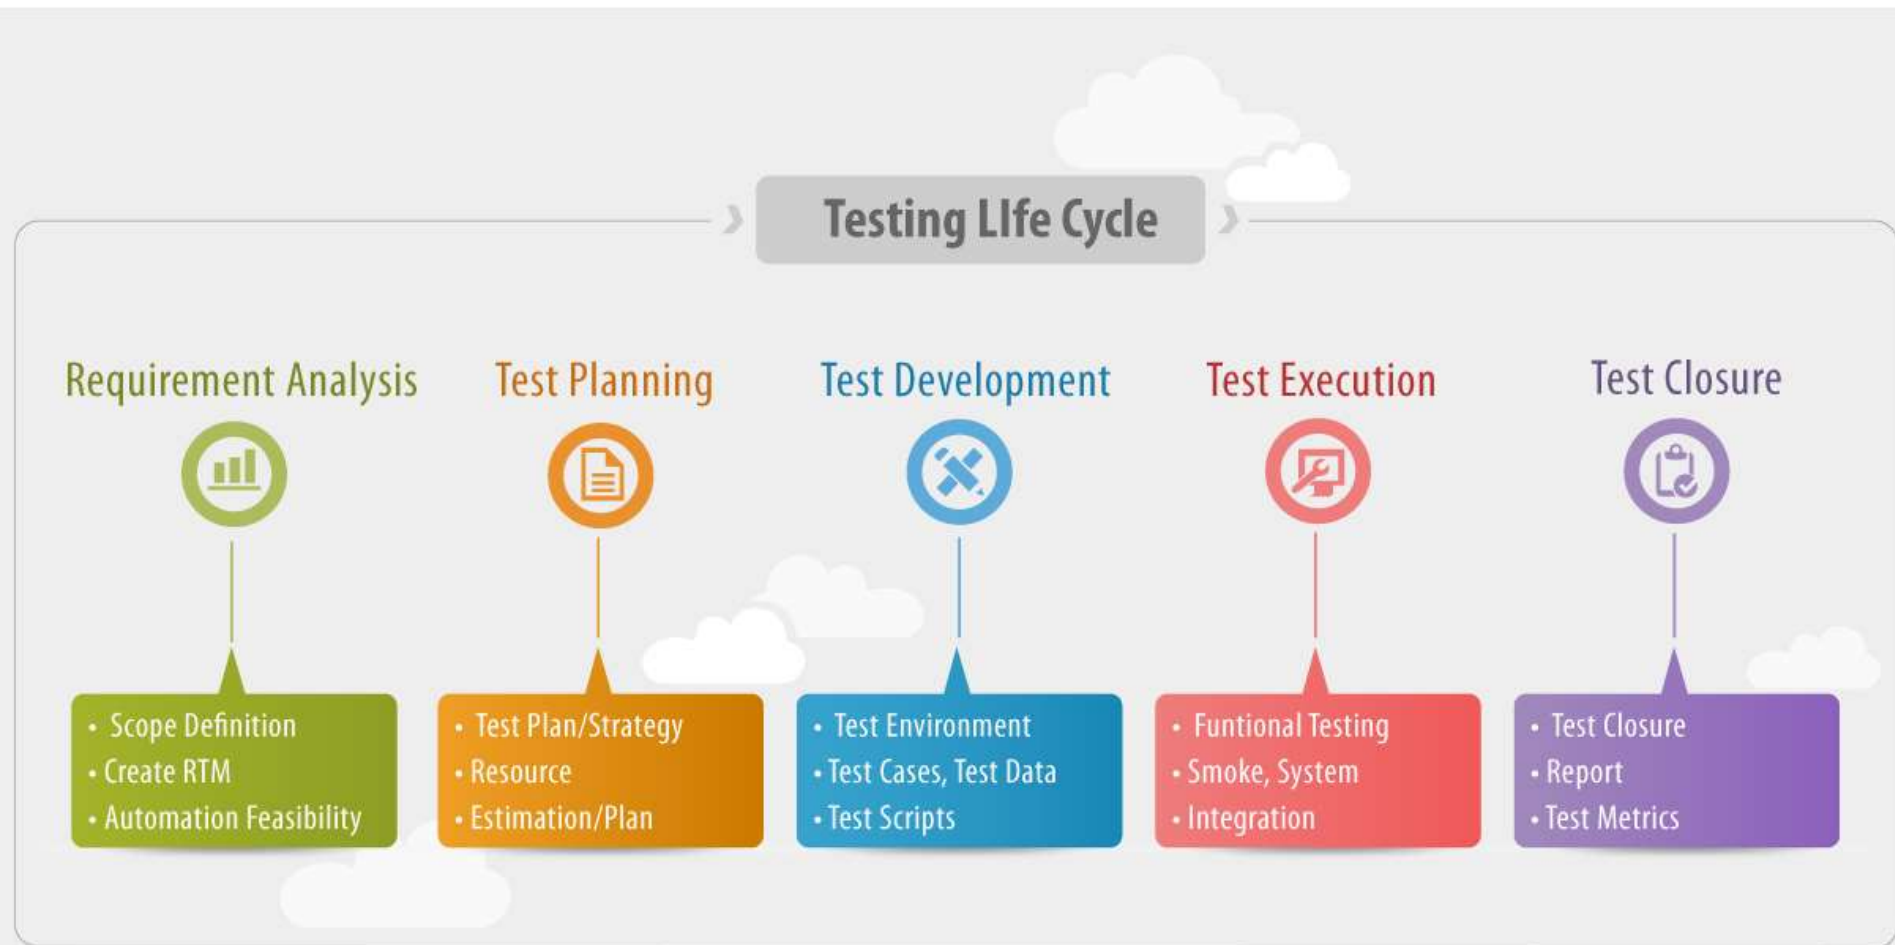 Testing LIfe Cycle
Requirement Analysis
• Scope Definition
• Create RTM
• Automation Feasibility
Test Planning
• Test Plan/Strategy
• Resource
• Estimation/Plan
Test Development
• Test Environment
• Test Cases, Test Data
• Test Scripts
Test Execution
• Funtional Testing
• Smoke, System
• Integration
Test Closure
• Test Closure
• Report
• Test Metrics